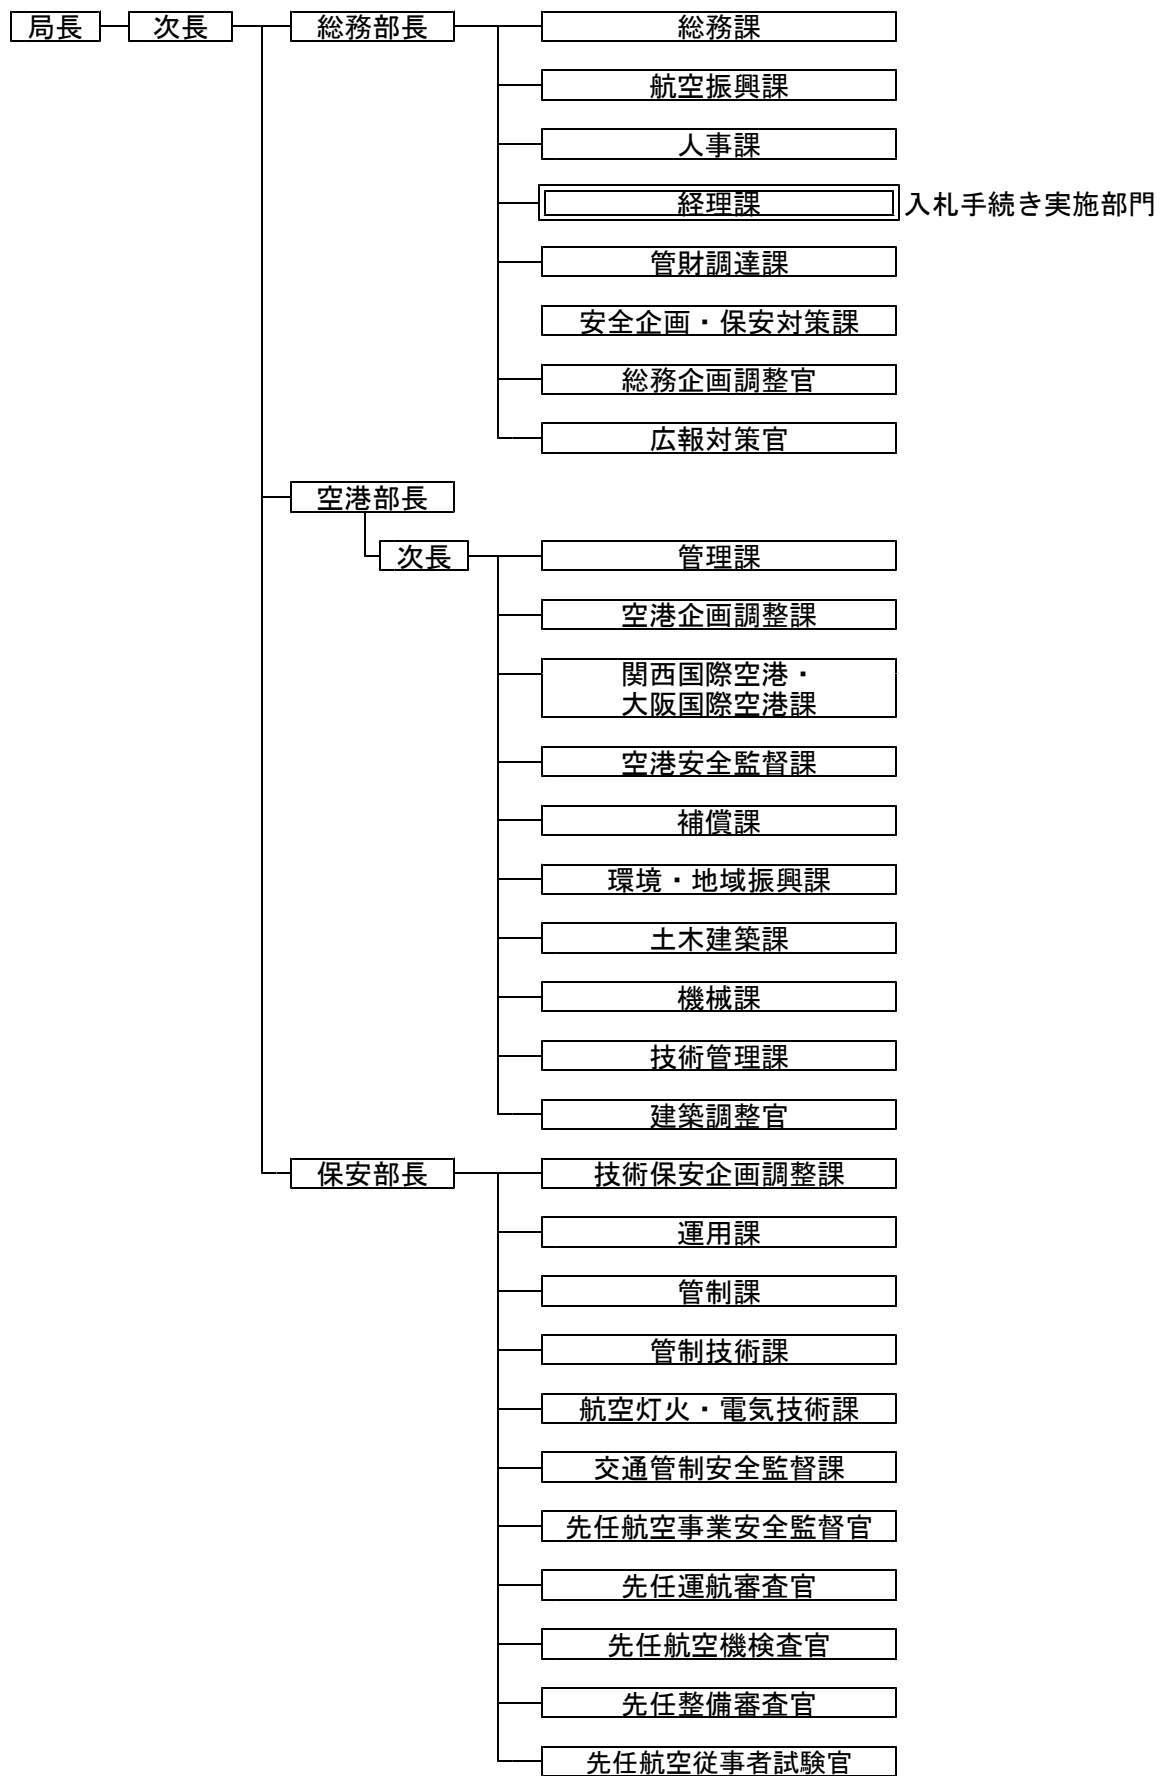 局長
次長
総務部長
総務課
航空振興課
人事課
経理課
入札手続き実施部門
管財調達課
安全企画・保安対策課
総務企画調整官
広報対策官
空港部長
次長
管理課
空港企画調整課
関西国際空港・
大阪国際空港課
空港安全監督課
補償課
環境・地域振興課
土木建築課
機械課
技術管理課
建築調整官
保安部長
技術保安企画調整課
運用課
管制課
管制技術課
航空灯火・電気技術課
交通管制安全監督課
先任航空事業安全監督官
先任運航審査官
先任航空機検査官
先任整備審査官
先任航空従事者試験官